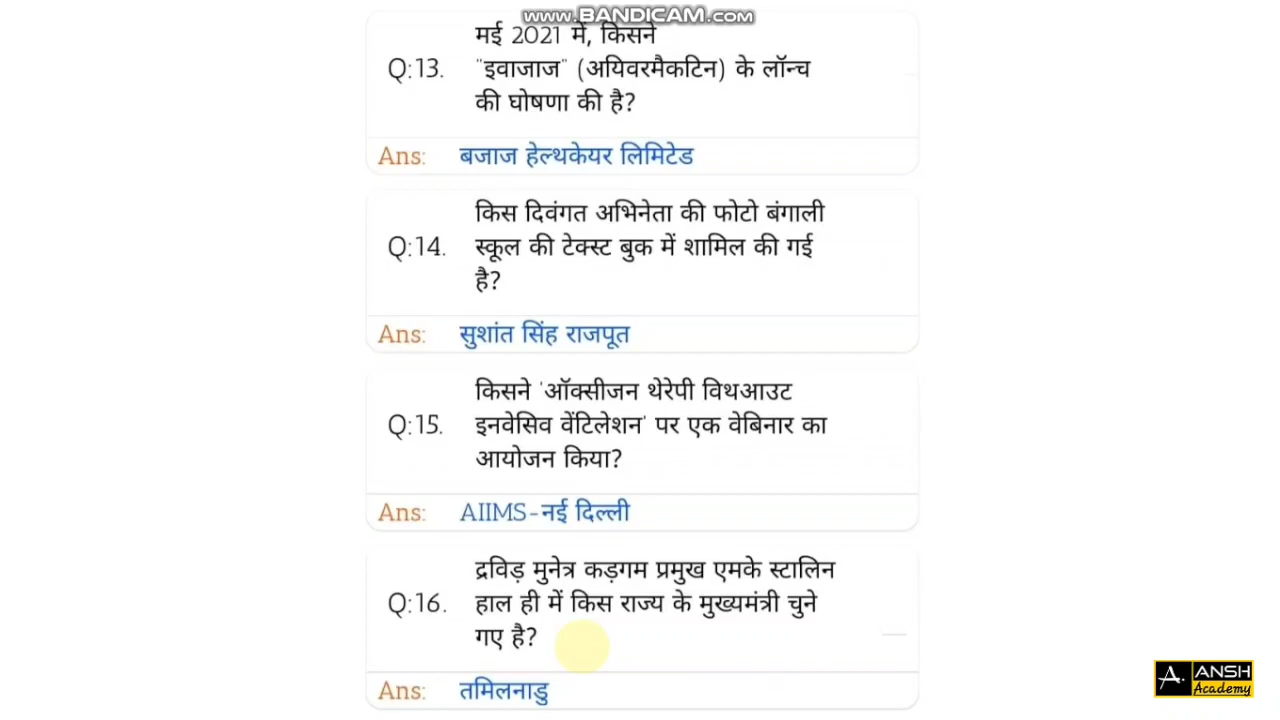 www.BANDICAM.com
मई 2021 में, किसने
Q:13. "इवाजाज" (अयिवरमैकटिन) के लॉन्च
की घोषणा की है?
Ans: बजाज हेल्थकेयर लिमिटेड
किस दिवंगत अभिनेता की फोटो बंगाली
Q:14. स्कूल की टेक्स्ट बुक में शामिल की गई
है?
Ans: सुशांत सिंह राजपूत
किसने 'ऑक्सीजन थेरेपी विथआउट
Q:15. इनवेसिव वेंटिलेशन' पर एक वेबिनार का
आयोजन किया?
Ans: AIIMS-नई दिल्ली
द्रविड़ मुनेत्र कड़गम प्रमुख एमके स्टालिन
Q:16. हाल ही में किस राज्य के मुख्यमंत्री चुने
गए है?
Ans: तमिलनाडु
A. ANSH
Academy